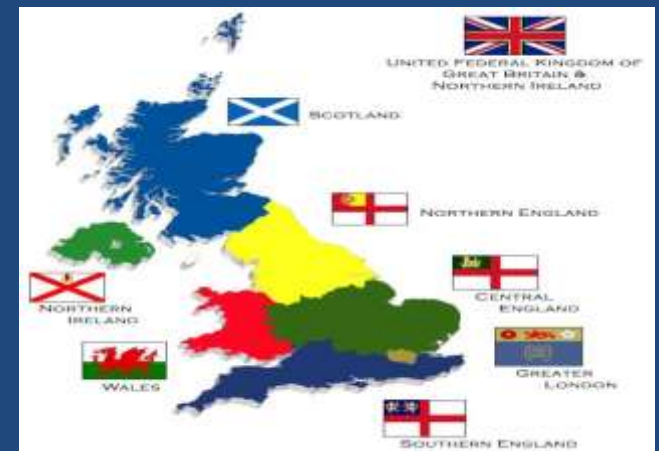 UNITED FEDERAL KINGDOM OF
GREAT BRITAIN &
NORTHERN IRELAND
SCOTLAND
NORTHERN ENGLAND
CENTRAL
ENGLAND
NORTHERN
IRELAND
WALES
GREATER
LONDON
SOUTHERN ENGLAND